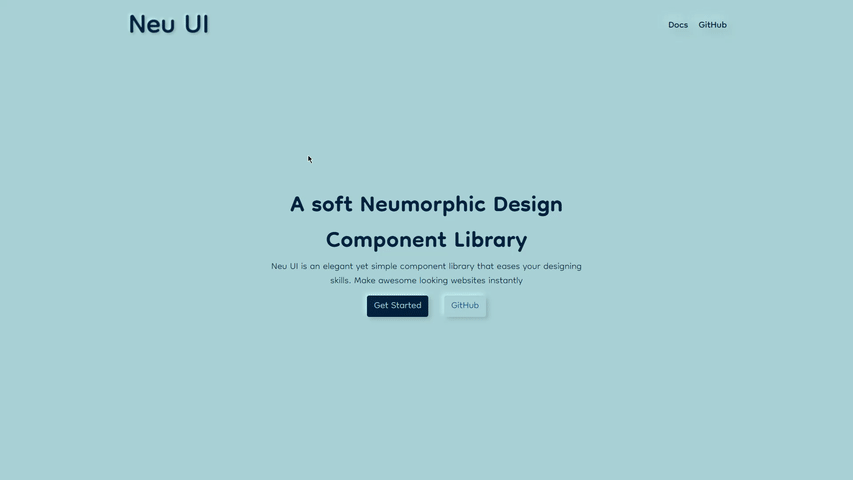 Neu UI
Docs
GitHub
A soft Neumorphic Design
Component Library
Neu UI is an elegant yet simple component library that eases your designing
skills. Make awesome looking websites instantly
Get Started
GitHub